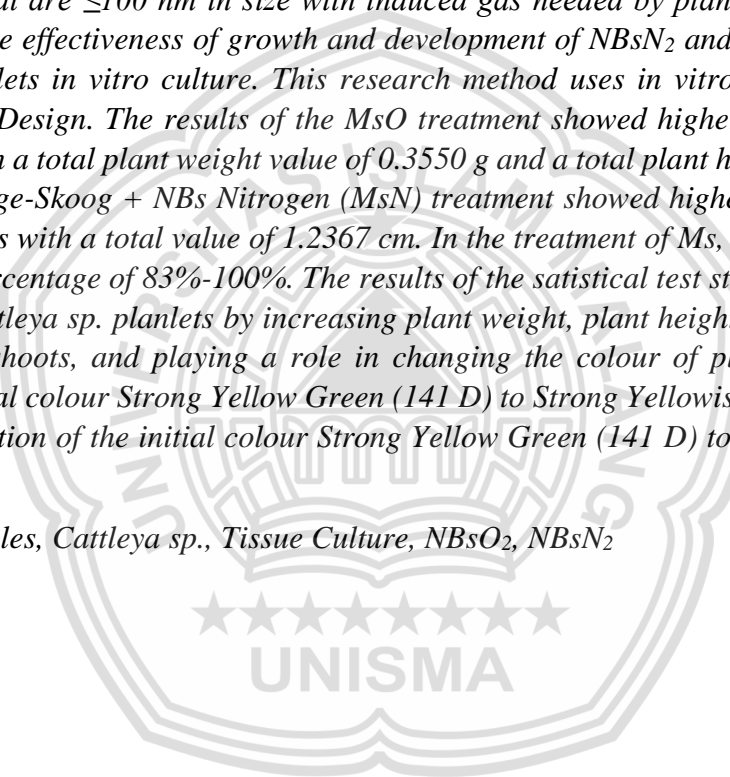 al are ≤100 nm in size with induced gas needed by plan
e effectiveness of growth and development of NBsN₂ and
lets in vitro culture. This research method uses in vitro
Design. The results of the MsO treatment showed highe
n a total plant weight value of 0.3550 g and a total plant h
ge-Skoog + NBs Nitrogen (MsN) treatment showed highe
s with a total value of 1.2367 cm. In the treatment of Ms,
rcentage of 83%-100%. The results of the satistical test st
tleya sp. planlets by increasing plant weight, plant heigh
hoots, and playing a role in changing the colour of pl
al colour Strong Yellow Green (141 D) to Strong Yellowis
tion of the initial colour Strong Yellow Green (141 D) to
les, Cattleya sp., Tissue Culture, NBsO₂, NBsN₂
UNIVERSITAS ISLAM MALANG
UNISMA